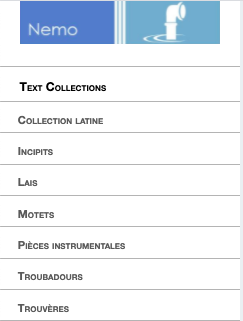 Nemo
Text Collections
Collection latine
Incipits
Lais
Motets
Pièces instrumentales
Troubadours
Trouvères